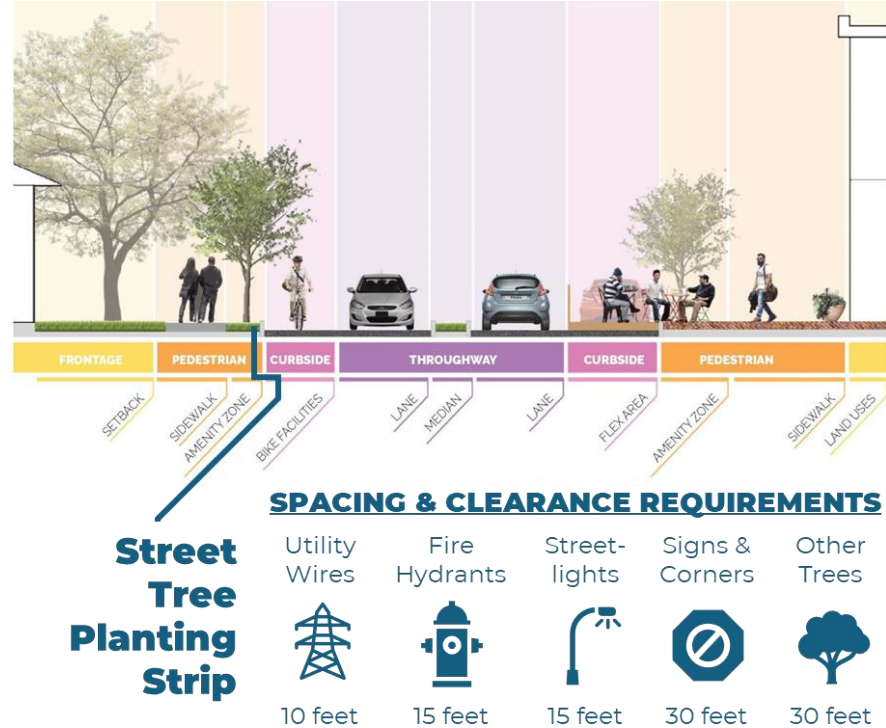 FRONTAGE PEDESTRIAN CURBSIDE THROUGHWAY CURBSIDE PEDESTRIAN
SETBACK
SIDEWALK
AMENITY ZONE
BIKE FACILITIES
LANE
MEDIAN
LANE
FLEX AREA
AMENITY ZONE
SIDEWALK
LAND USES
Street
Tree
Planting
Strip
SPACING & CLEARANCE REQUIREMENTS
Utility
Wires
Fire
Hydrants
Street-
lights
Signs &
Corners
Other
Trees
10 feet 15 feet 15 feet 30 feet 30 feet